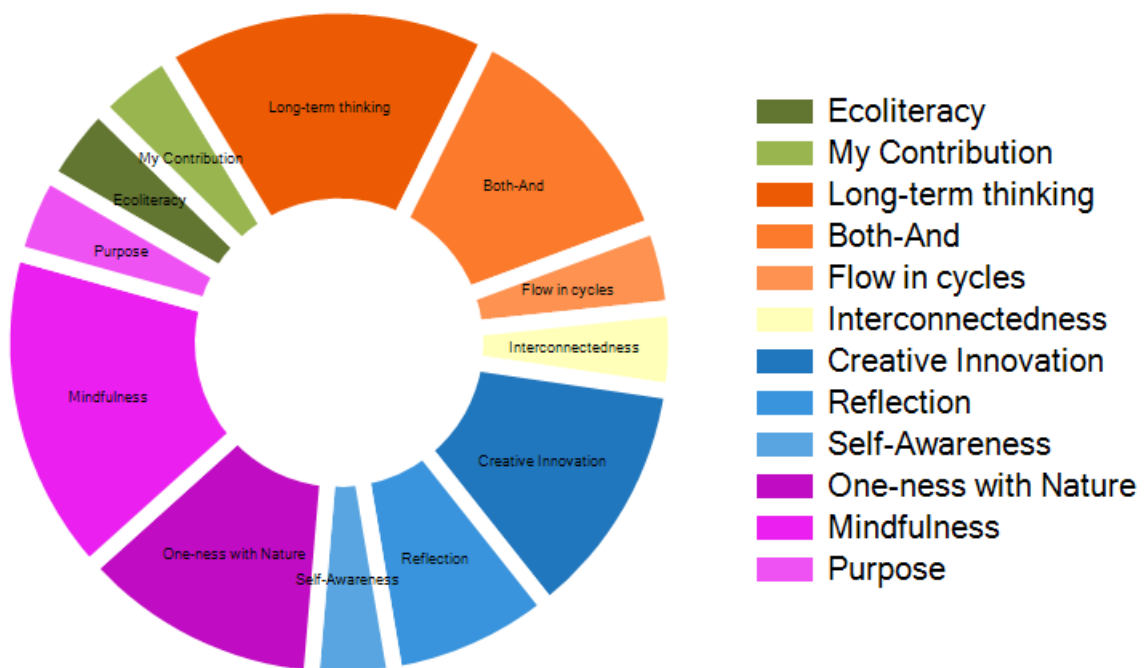 Long-term thinking
My Contribution
Both-And
Ecoliteracy
Purpose
Flow in cycles
Interconnectedness
Mindfulness
Creative Innovation
One-ness with Nature
Reflection
Self-Awareness
Ecoliteracy
My Contribution
Long-term thinking
Both-And
Flow in cycles
Interconnectedness
Creative Innovation
Reflection
Self-Awareness
One-ness with Nature
Mindfulness
Purpose